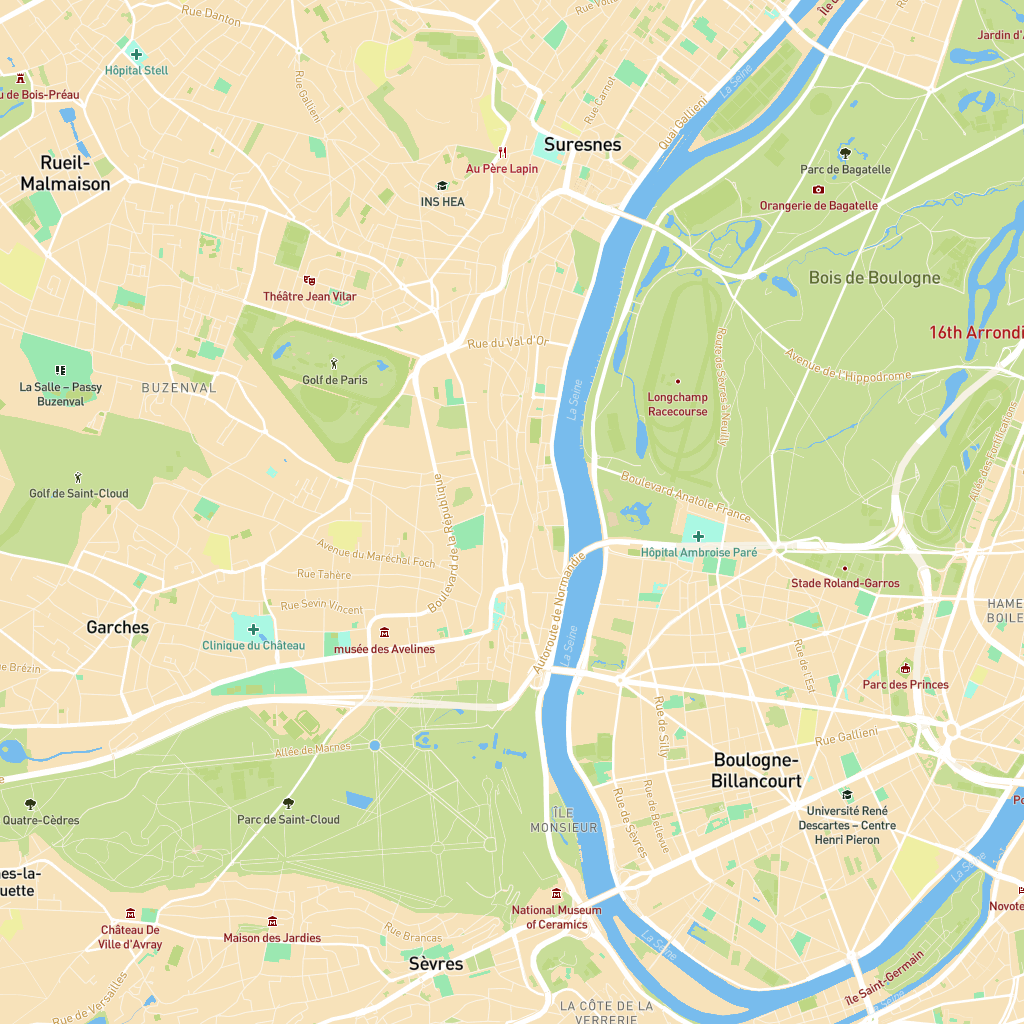 Rue Danton
Île d
Jardin d'A
Hôpital Stell
u de Bois-Préau
Rue Gallieni
Rue Carnot
La Seine
Quai Gallieni
Suresnes
Rueil-
Malmaison
Au Père Lapin
INS HEA
Parc de Bagatelle
Orangerie de Bagatelle
Bois de Boulogne
Théâtre Jean Vilar
16th Arrondi
Rue du Val d'Or
Route de Sèvres à Neuilly
Avenue de l'Hippodrome
Golf de Paris
La Salle – Passy
Buzenval
BUZENVAL
La Seine
Longchamp
Racecourse
Allée des Fortifications
Golf de Saint-Cloud
Boulevard de la République
Boulevard Anatole France
Avenue du Maréchal Foch
Hôpital Ambroise Paré
Rue Tahère
Stade Roland-Garros
Rue Sevin Vincent
Autoroute de Normandie
HAME
BOILE
Garches
Clinique du Château
musée des Avelines
La Seine
Rue de l'Est
ue Brézin
Parc des Princes
Rue de Silly
Allée de Marnes
Rue Gallieni
Boulogne-
Billancourt
Quatre-Cèdres
Parc de Saint-Cloud
ÎLE
MONSIEUR
Rue de Sèvres
Rue de Bellevue
Université René
Descartes – Centre
Henri Pieron
Po
La Seine
nes-la-
uette
Château De
Ville d'Avray
Maison des Jardies
Rue Brancas
National Museum
of Ceramics
Novote
Sèvres
La Seine
Île Saint-Germain
Rue de Versailles
LA CÔTE DE LA
VERRERIE
La Seine